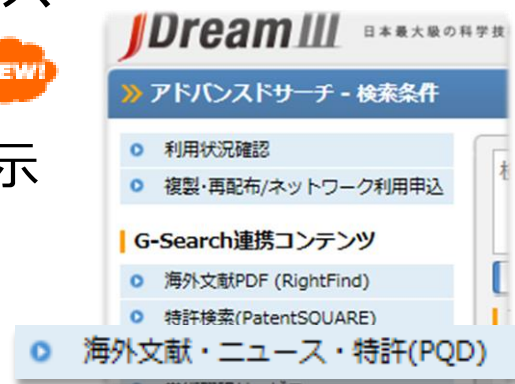 JDream III 日本最大級の科学技
EW!
アドバンスドサーチ - 検索条件
利用状況確認
示
複製・再配布/ネットワーク利用申込
G-Search連携コンテンツ
海外文献PDF (RightFind)
特許検索(PatentSQUARE)
海外文献・ニュース・特許(PQD)